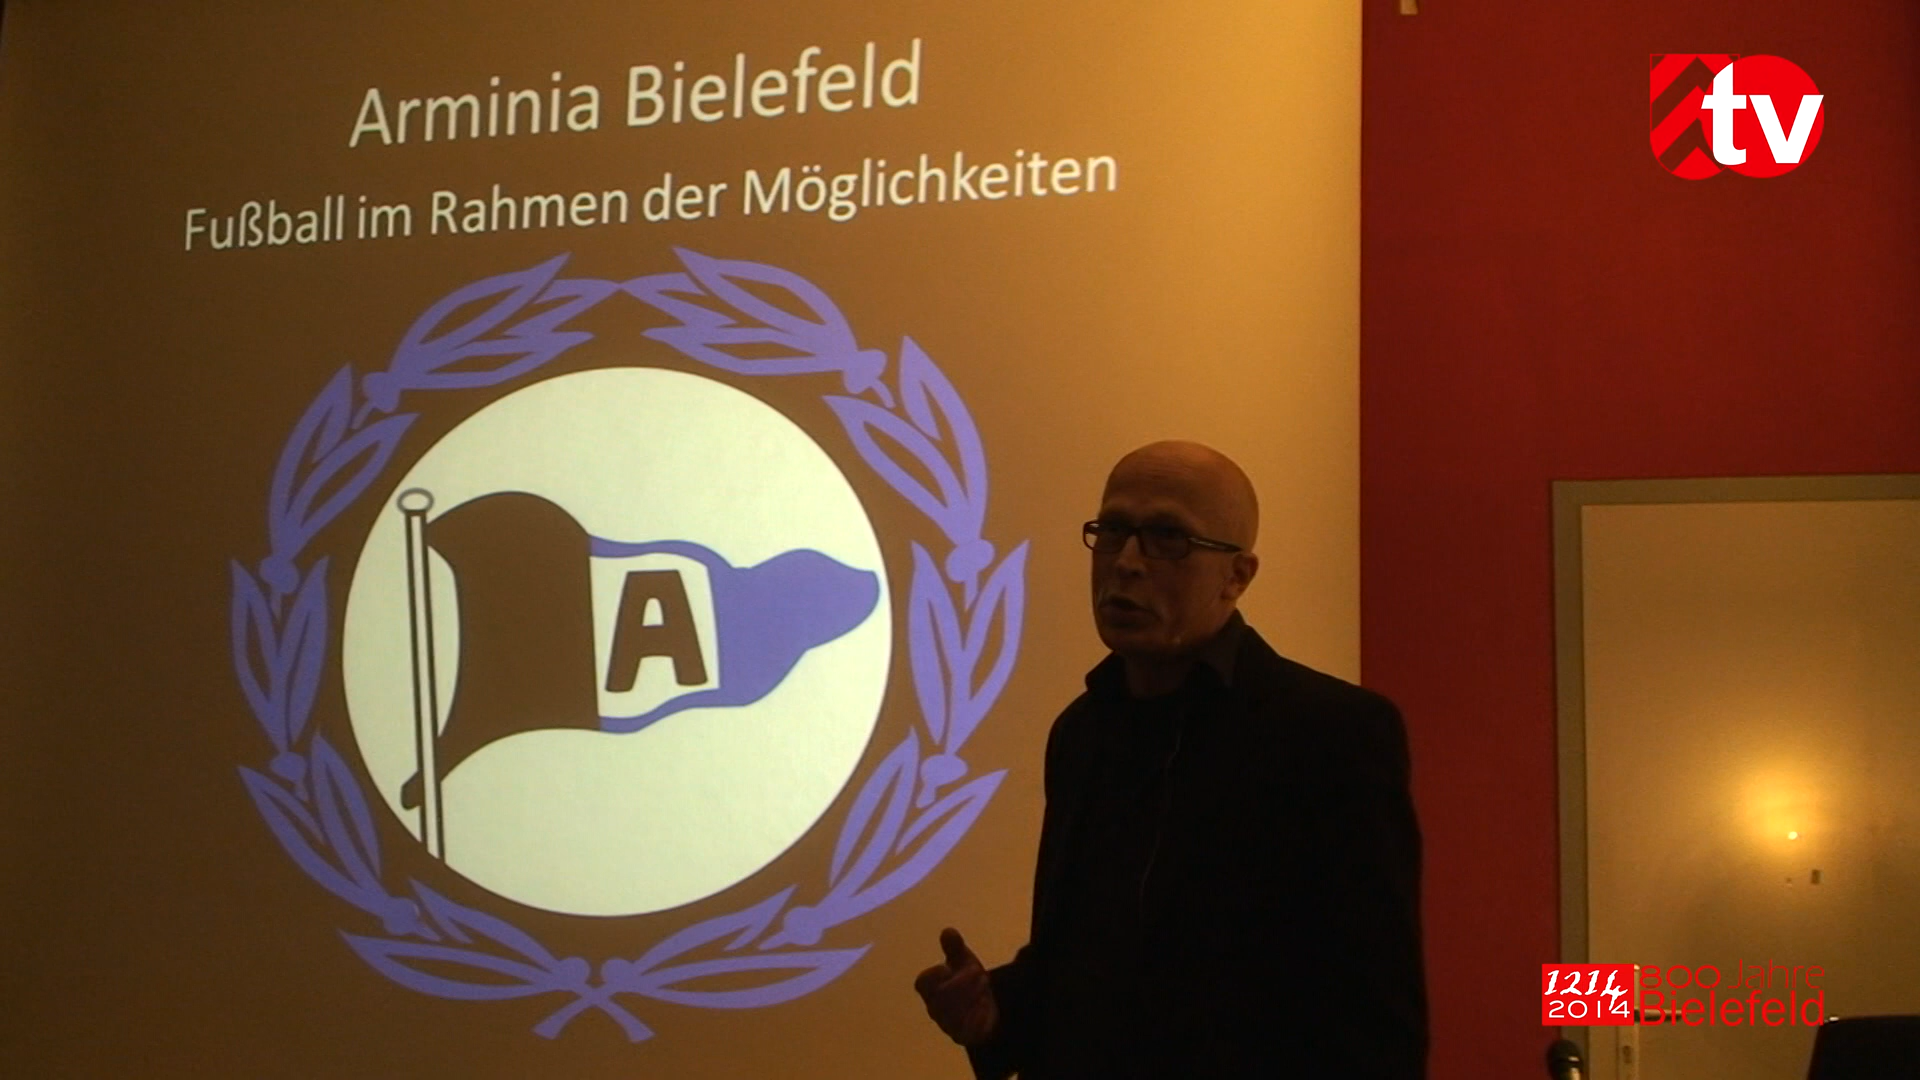 Arminia Bielefeld
Fußball im Rahmen der Möglichkeiten
tv
A
1214
2014
800 Jahre
Bielefeld